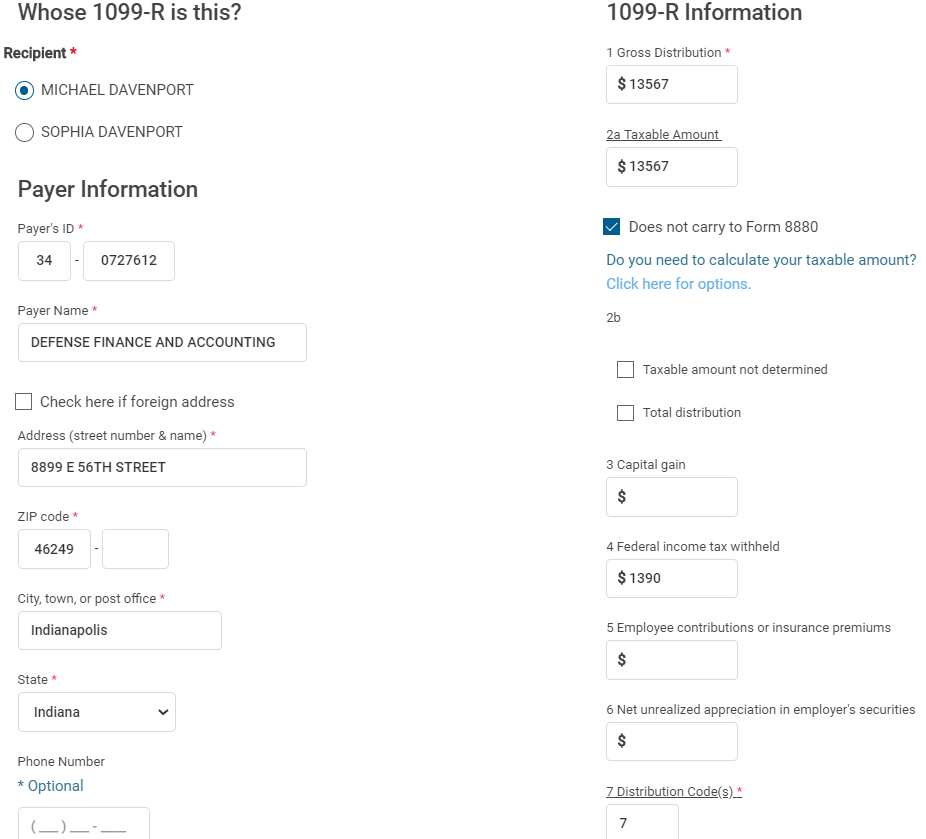 Whose 1099-R is this?
Recipient *
MICHAEL DAVENPORT
SOPHIA DAVENPORT
Payer Information
Payer's ID *
34 - 0727612
Payer Name *
DEFENSE FINANCE AND ACCOUNTING
Check here if foreign address
Address (street number & name) *
8899 E 56TH STREET
ZIP code *
46249 -
City, town, or post office *
Indianapolis
State *
Indiana
Phone Number
* Optional
(__)__-___
1099-R Information
1 Gross Distribution *
$ 13567
2a Taxable Amount
$ 13567
Does not carry to Form 8880
Do you need to calculate your taxable amount?
Click here for options.
2b
Taxable amount not determined
Total distribution
3 Capital gain
$
4 Federal income tax withheld
$ 1390
5 Employee contributions or insurance premiums
$
6 Net unrealized appreciation in employer's securities
$
7 Distribution Code(s) *
7